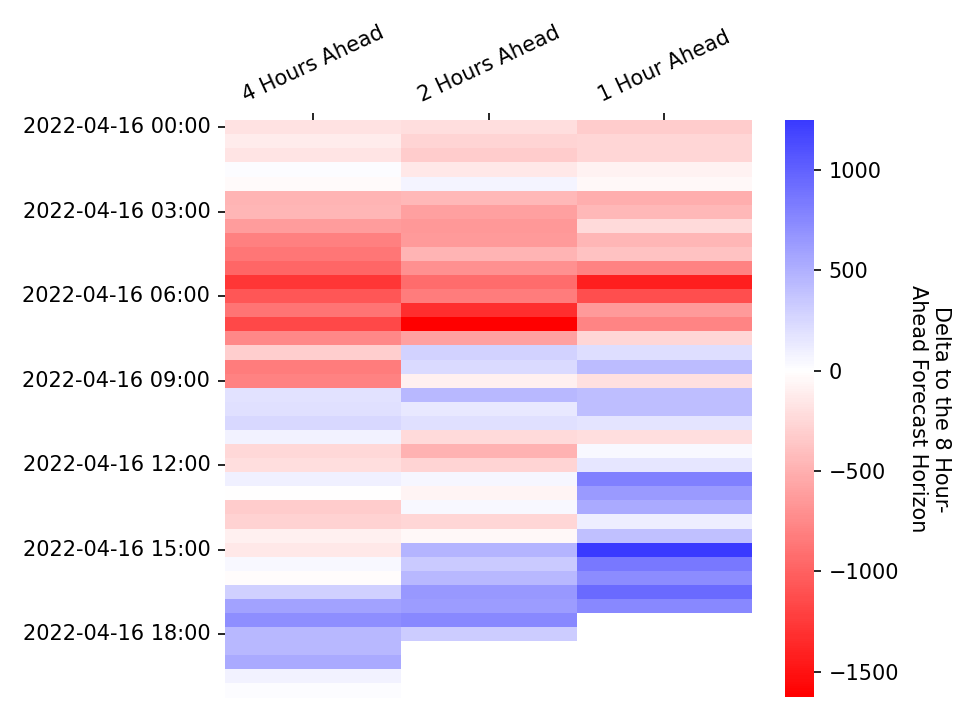 4 Hours Ahead
2 Hours Ahead
1 Hour Ahead
2022-04-16 00:00
2022-04-16 03:00
2022-04-16 06:00
2022-04-16 09:00
2022-04-16 12:00
2022-04-16 15:00
2022-04-16 18:00
1000
500
0
−500
−1000
−1500
Delta to the 8 Hour-
Ahead Forecast Horizon